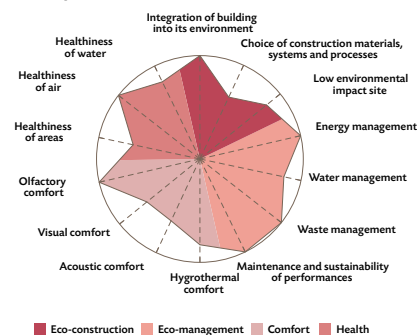 Integration of building
into its environment
Choice of construction materials,
systems and processes
Low environmental
impact site
Energy management
Water management
Waste management
Maintenance and sustainability
of performances
Hygrothermal
comfort
Acoustic comfort
Visual comfort
Olfactory
comfort
Healthiness
of areas
Healthiness
of air
Healthiness
of water
Eco-construction
Eco-management
Comfort
Health